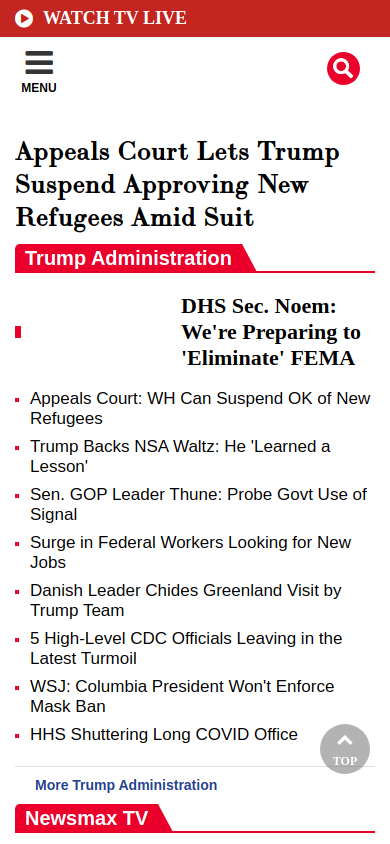 WATCH TV LIVE
MENU
Appeals Court Lets Trump
Suspend Approving New
Refugees Amid Suit
Trump Administration
DHS Sec. Noem:
We're Preparing to
'Eliminate' FEMA
Appeals Court: WH Can Suspend OK of New
Refugees
Trump Backs NSA Waltz: He 'Learned a
Lesson'
Sen. GOP Leader Thune: Probe Govt Use of
Signal
Surge in Federal Workers Looking for New
Jobs
Danish Leader Chides Greenland Visit by
Trump Team
5 High-Level CDC Officials Leaving in the
Latest Turmoil
WSJ: Columbia President Won't Enforce
Mask Ban
HHS Shuttering Long COVID Office
TOP
More Trump Administration
Newsmax TV